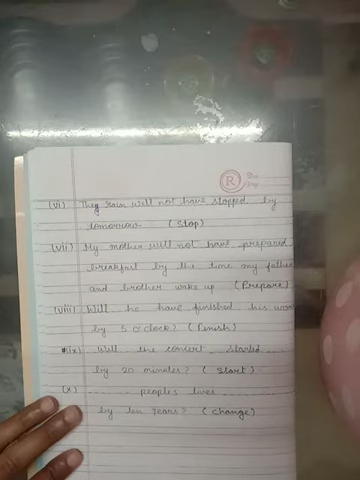 R
(vi) They rain will not have stopped by
tomorrow (Stop)
(vii) My mother will not have prepared
breakfast by the time my father
and brother wake up (Prepare)
(viii) Will he have finished his work
by 5 o'clock? (Finish)
(ix) Will the concert started
by 20 minutes? (Start)
(x) peoples lives
by ten years? (change)